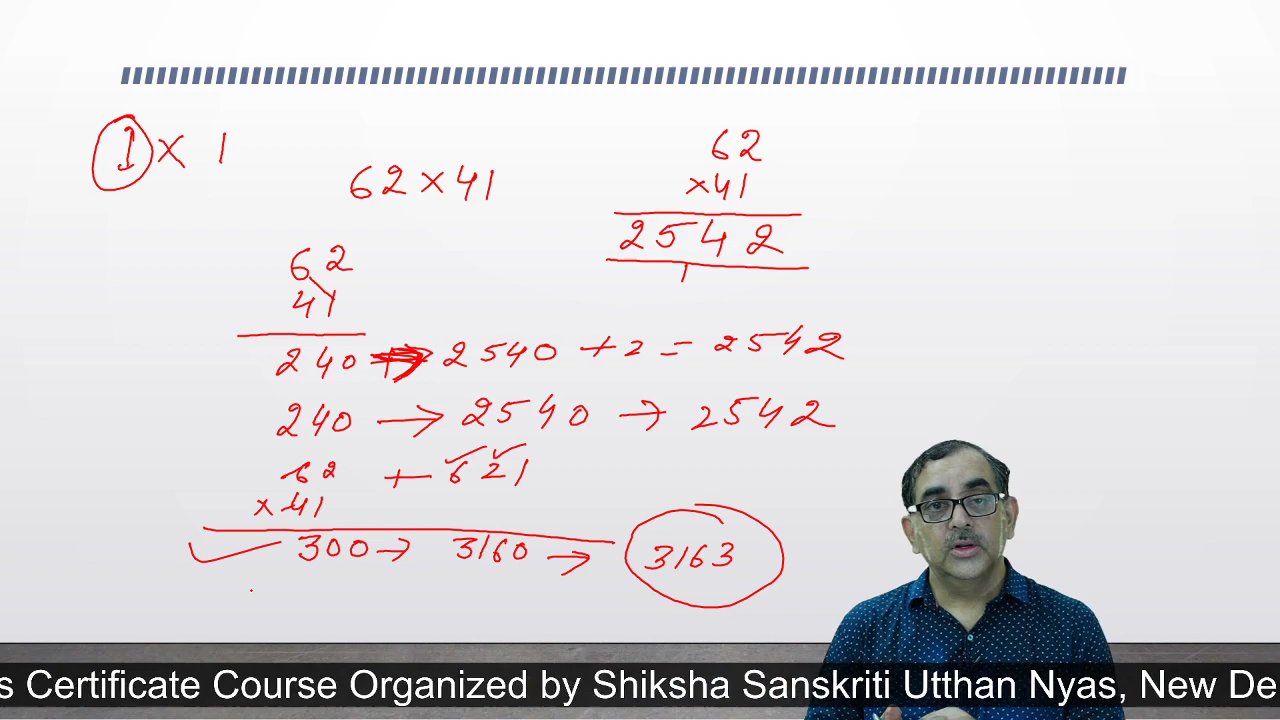 1 × 1
62 × 41
62
×41
2542
1
62
41
240 → 2540 + 2 = 2542
240 → 2540 → 2542
62 + 621
×41
300 → 3160 → 3163
s Certificate Course Organized by Shiksha Sanskriti Utthan Nyas, New De